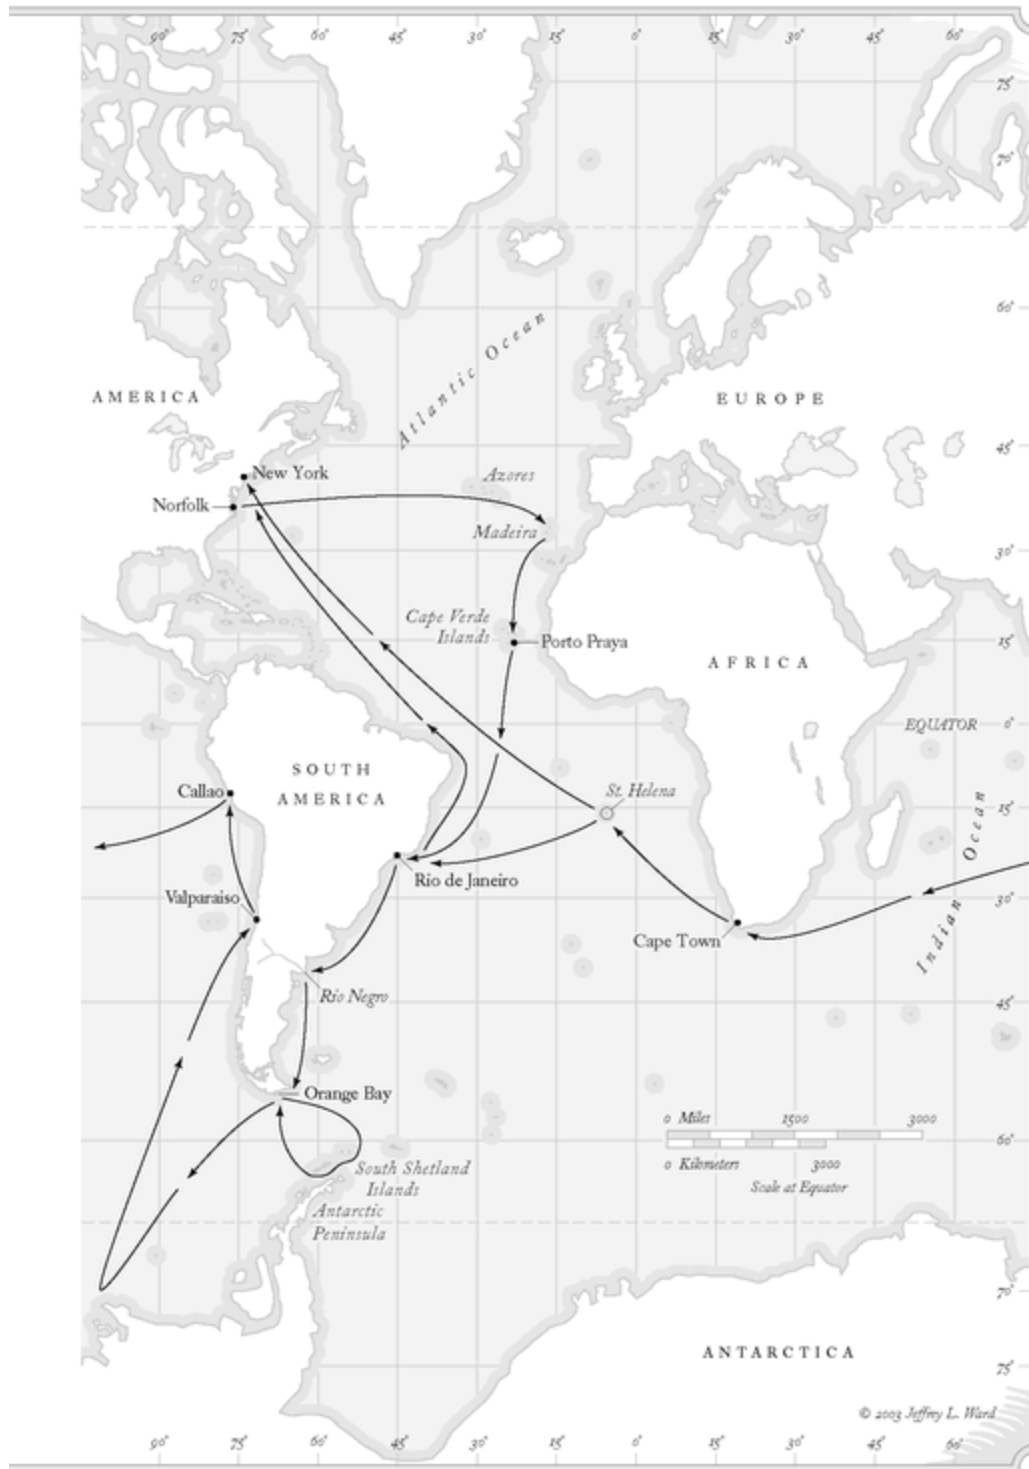 90° 75° 60° 45° 30° 15° 0° 15° 30° 45° 60°
75°
70°
60°
Atlantic Ocean
AMERICA
EUROPE
45°
New York
Azores
Norfolk
Madeira
30°
Cape Verde
Islands
Porto Praya
15°
AFRICA
EQUATOR 0°
SOUTH
AMERICA
Callao
St. Helena
15°
Indian Ocean
Rio de Janeiro
Valparaiso
30°
Cape Town
Río Negro
45°
Orange Bay
0 Miles 1500 3000
0 Kilometers 3000
Scale at Equator
60°
South Shetland
Islands
Antarctic
Peninsula
70°
ANTARCTICA
75°
© 2003 Jeffrey L. Ward
90° 75° 60° 45° 30° 15° 0° 15° 30° 45° 60°